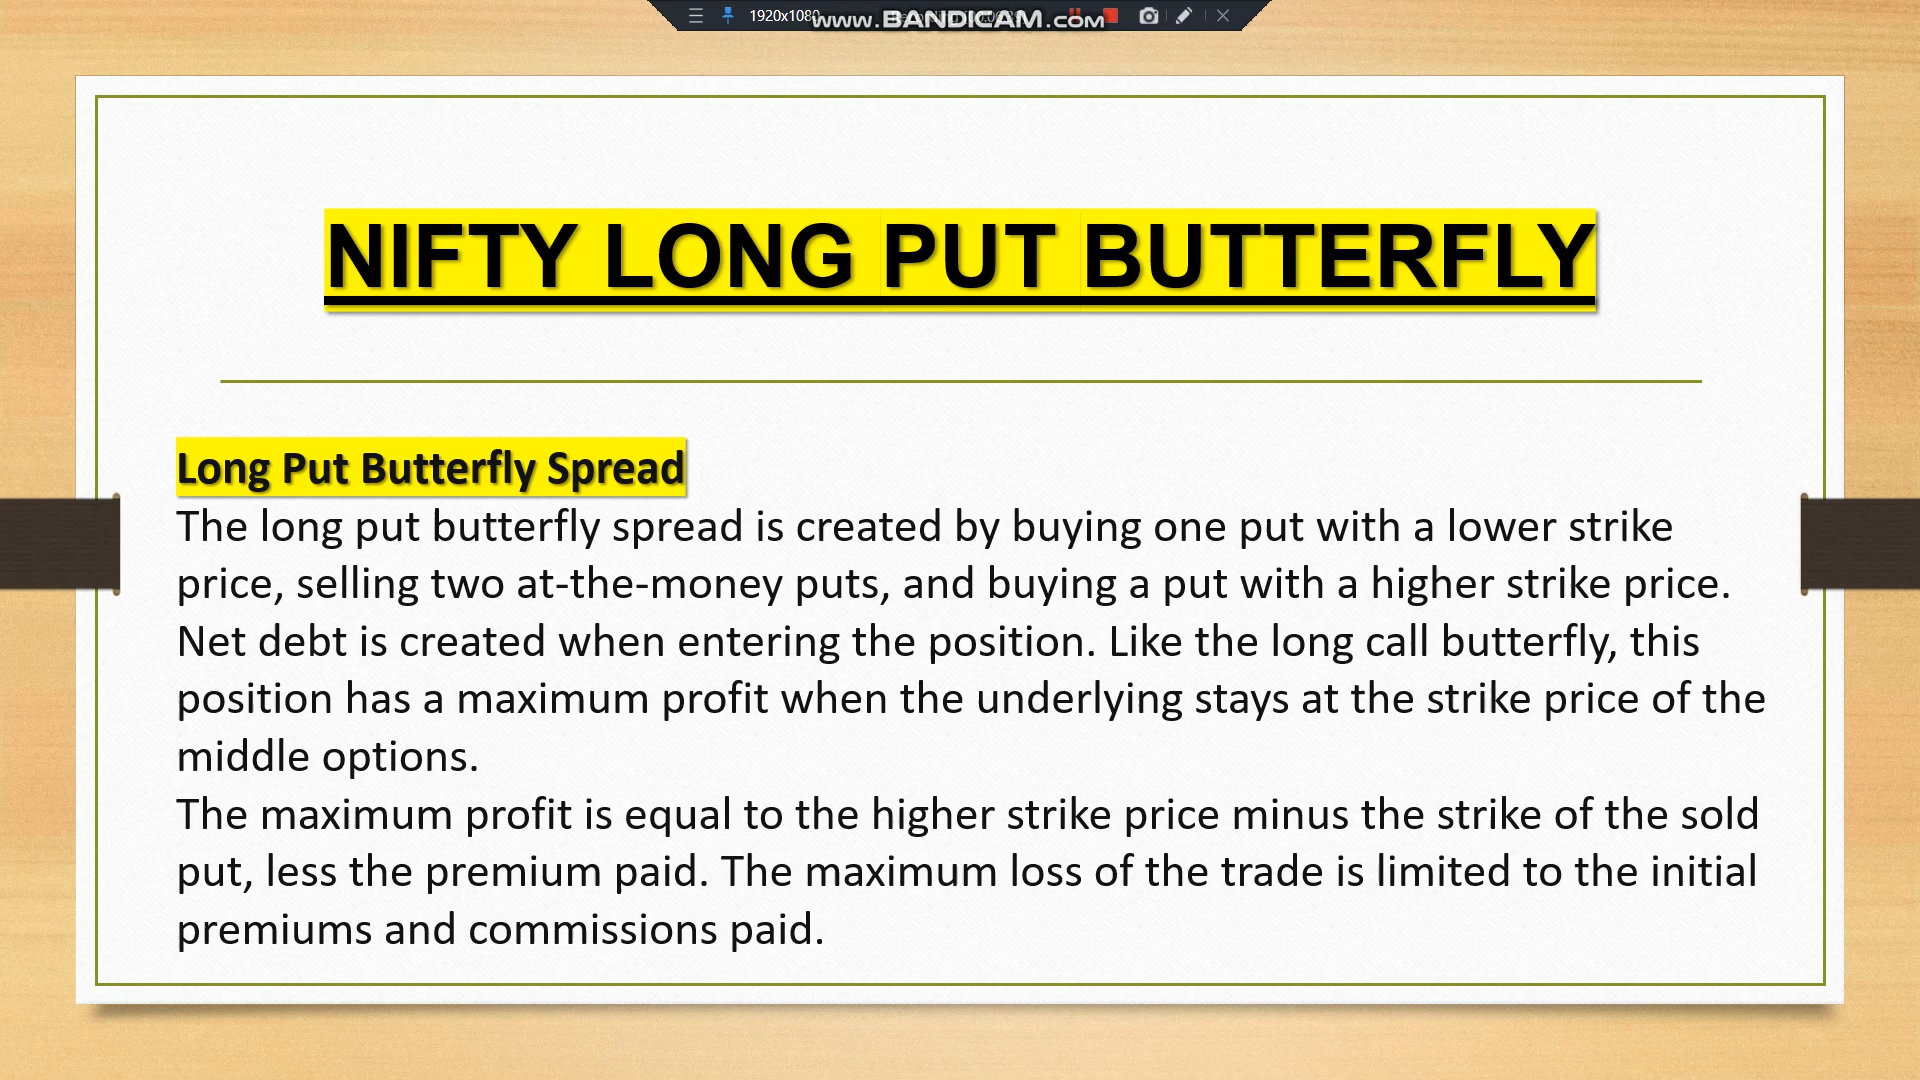 1920x1080
www.BANDICAM.com
NIFTY LONG PUT BUTTERFLY
Long Put Butterfly Spread
The long put butterfly spread is created by buying one put with a lower strike
price, selling two at-the-money puts, and buying a put with a higher strike price.
Net debt is created when entering the position. Like the long call butterfly, this
position has a maximum profit when the underlying stays at the strike price of the
middle options.
The maximum profit is equal to the higher strike price minus the strike of the sold
put, less the premium paid. The maximum loss of the trade is limited to the initial
premiums and commissions paid.